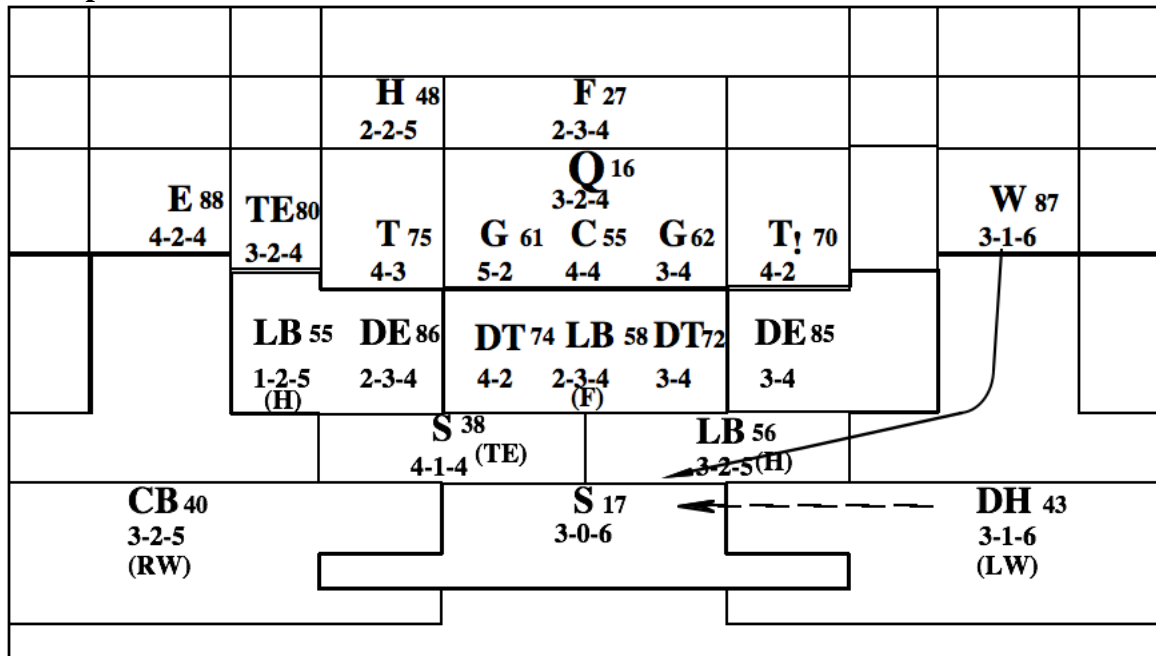 H 48 F 27
2-2-5 2-3-4
Q 16
3-2-4
E 88 TE80 W 87
4-2-4 3-2-4 3-1-6
T 75 G 61 C 55 G 62 T! 70
4-3 5-2 4-4 3-4 4-2
LB 55 DE 86 DT 74 LB 58 DT 72 DE 85
1-2-5 2-3-4 4-2 2-3-4 3-4 3-4
(H) (F)
S 38 (TE) LB 56
4-1-4 3-2-5 (H)
CB 40 S 17 DH 43
3-2-5 3-0-6 3-1-6
(RW) (LW)